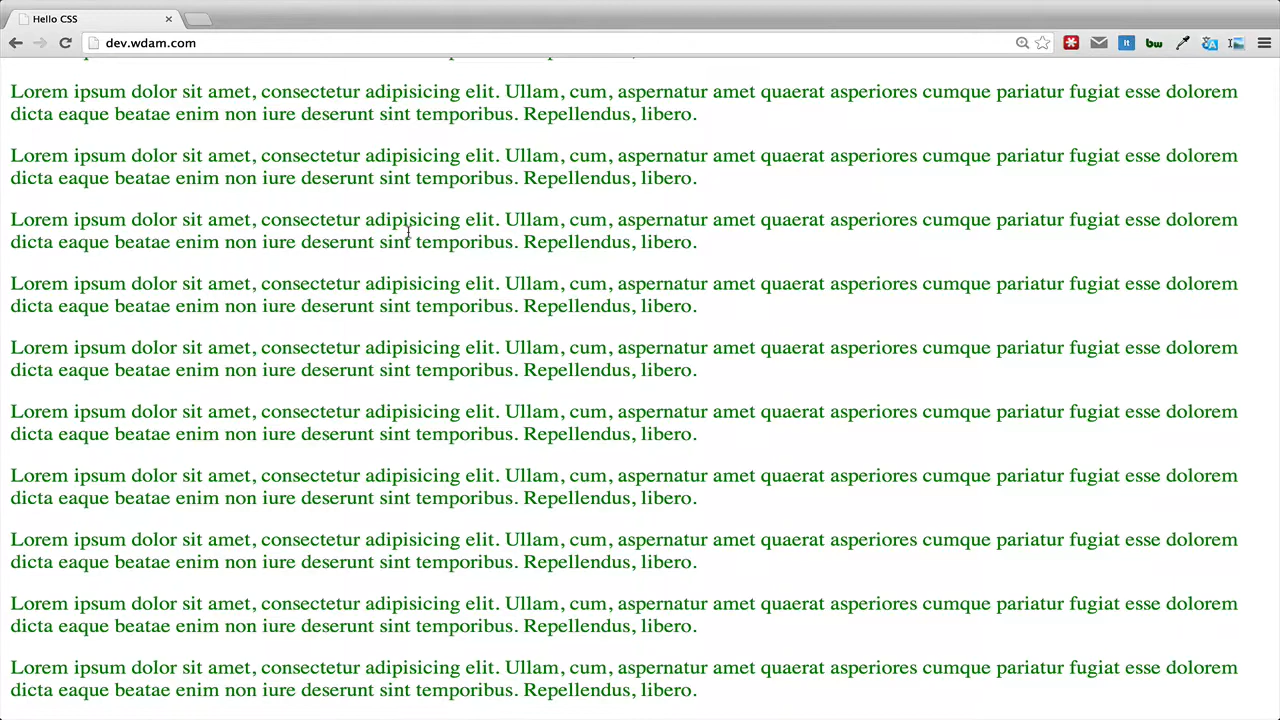 Hello CSS
dev.wdam.com
lt
bw
Lorem ipsum dolor sit amet, consectetur adipisicing elit. Ullam, cum, aspernatur amet quaerat asperiores cumque pariatur fugiat esse dolorem
dicta eaque beatae enim non iure deserunt sint temporibus. Repellendus, libero.
Lorem ipsum dolor sit amet, consectetur adipisicing elit. Ullam, cum, aspernatur amet quaerat asperiores cumque pariatur fugiat esse dolorem
dicta eaque beatae enim non iure deserunt sint temporibus. Repellendus, libero.
Lorem ipsum dolor sit amet, consectetur adipisicing elit. Ullam, cum, aspernatur amet quaerat asperiores cumque pariatur fugiat esse dolorem
dicta eaque beatae enim non iure deserunt sint temporibus. Repellendus, libero.
Lorem ipsum dolor sit amet, consectetur adipisicing elit. Ullam, cum, aspernatur amet quaerat asperiores cumque pariatur fugiat esse dolorem
dicta eaque beatae enim non iure deserunt sint temporibus. Repellendus, libero.
Lorem ipsum dolor sit amet, consectetur adipisicing elit. Ullam, cum, aspernatur amet quaerat asperiores cumque pariatur fugiat esse dolorem
dicta eaque beatae enim non iure deserunt sint temporibus. Repellendus, libero.
Lorem ipsum dolor sit amet, consectetur adipisicing elit. Ullam, cum, aspernatur amet quaerat asperiores cumque pariatur fugiat esse dolorem
dicta eaque beatae enim non iure deserunt sint temporibus. Repellendus, libero.
Lorem ipsum dolor sit amet, consectetur adipisicing elit. Ullam, cum, aspernatur amet quaerat asperiores cumque pariatur fugiat esse dolorem
dicta eaque beatae enim non iure deserunt sint temporibus. Repellendus, libero.
Lorem ipsum dolor sit amet, consectetur adipisicing elit. Ullam, cum, aspernatur amet quaerat asperiores cumque pariatur fugiat esse dolorem
dicta eaque beatae enim non iure deserunt sint temporibus. Repellendus, libero.
Lorem ipsum dolor sit amet, consectetur adipisicing elit. Ullam, cum, aspernatur amet quaerat asperiores cumque pariatur fugiat esse dolorem
dicta eaque beatae enim non iure deserunt sint temporibus. Repellendus, libero.
Lorem ipsum dolor sit amet, consectetur adipisicing elit. Ullam, cum, aspernatur amet quaerat asperiores cumque pariatur fugiat esse dolorem
dicta eaque beatae enim non iure deserunt sint temporibus. Repellendus, libero.